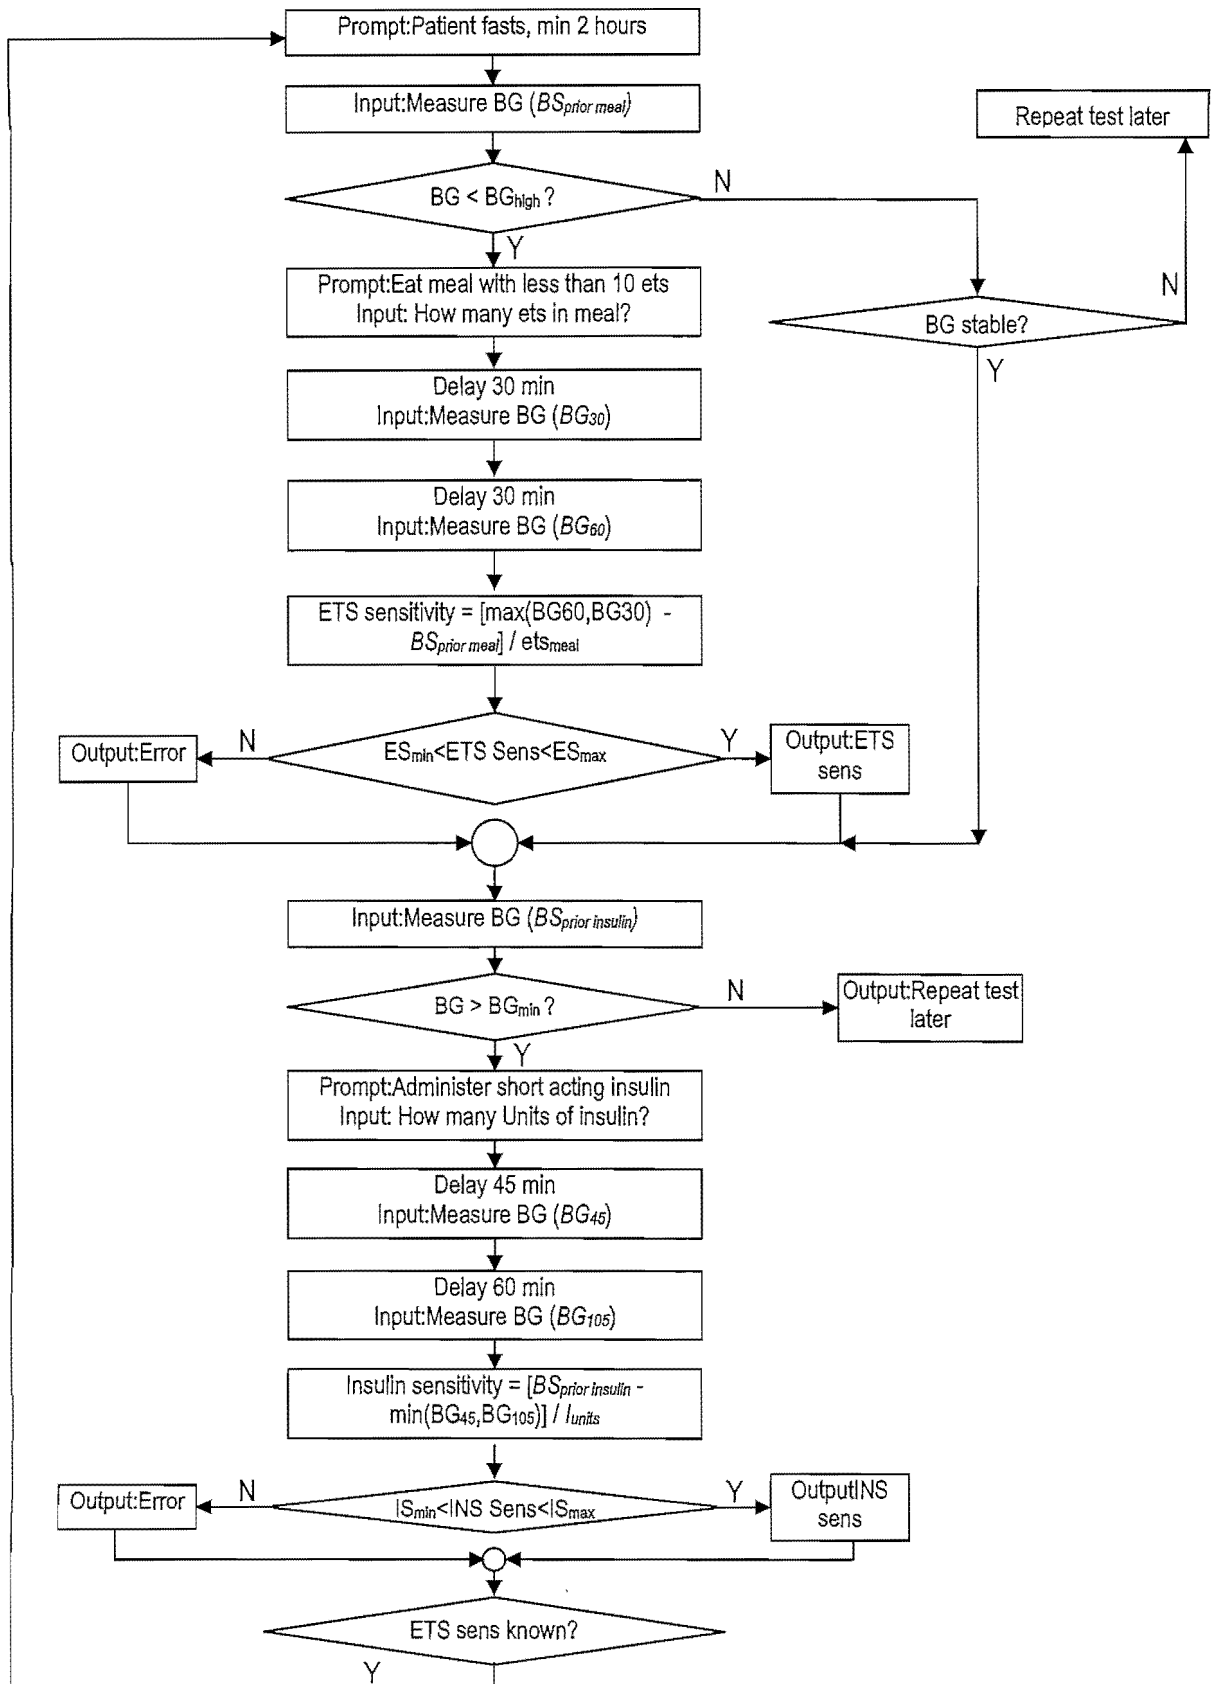 Prompt:Patient fasts, min 2 hours
Input:Measure BG (BSprior meal)
Repeat test later
BG < BGhigh ?
N
Y
Prompt:Eat meal with less than 10 ets
Input: How many ets in meal?
N
BG stable?
Y
Delay 30 min
Input:Measure BG (BG30)
Delay 30 min
Input:Measure BG (BG60)
ETS sensitivity = [max(BG60,BG30) -
BSprior meal] / etsmeal
Output:Error
N
ESmin<ETS Sens<ESmax
Y
Output:ETS
sens
Input:Measure BG (BSprior insulin)
BG > BGmin ?
N
Output:Repeat test
later
Y
Prompt:Administer short acting insulin
Input: How many Units of insulin?
Delay 45 min
Input:Measure BG (BG45)
Delay 60 min
Input:Measure BG (BG105)
Insulin sensitivity = [BSprior insulin -
min(BG45,BG105)] / Iunits
Output:Error
N
ISmin<INS Sens<ISmax
Y
OutputINS
sens
ETS sens known?
Y